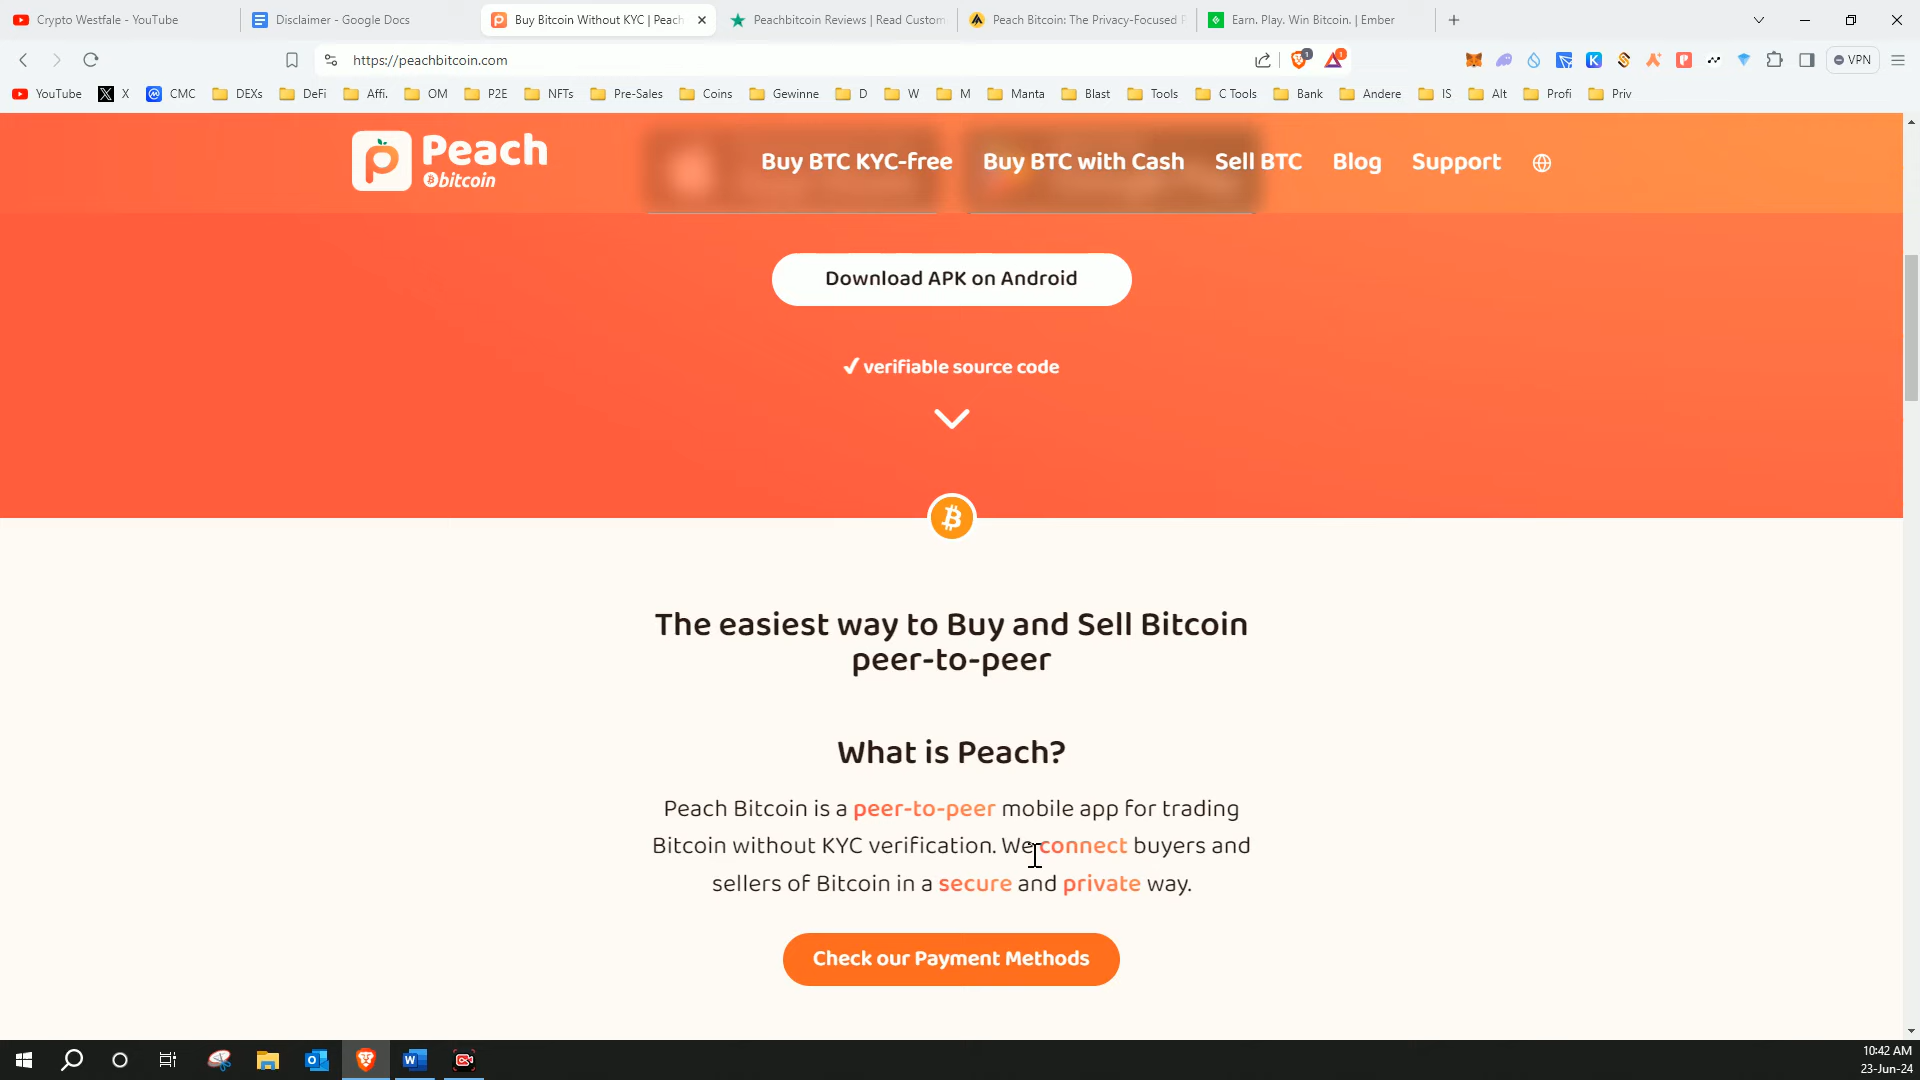 Crypto Westfale - YouTube
Disclaimer - Google Docs
Buy Bitcoin Without KYC | Peach
Peachbitcoin Reviews | Read Custom
Peach Bitcoin: The Privacy-Focused P
Earn. Play. Win Bitcoin. | Ember
https://peachbitcoin.com
1
1
VPN
YouTube
X
CMC
DEXs
DeFi
Affi.
OM
P2E
NFTs
Pre-Sales
Coins
Gewinne
D
W
M
Manta
Blast
Tools
C Tools
Bank
Andere
IS
Alt
Profi
Priv
Peach
bitcoin
Buy BTC KYC-free
Buy BTC with Cash
Sell BTC
Blog
Support
Download APK on Android
✓ verifiable source code
The easiest way to Buy and Sell Bitcoin
peer-to-peer
What is Peach?
Peach Bitcoin is a peer-to-peer mobile app for trading
Bitcoin without KYC verification. We connect buyers and
sellers of Bitcoin in a secure and private way.
Check our Payment Methods
10:42 AM
23-Jun-24